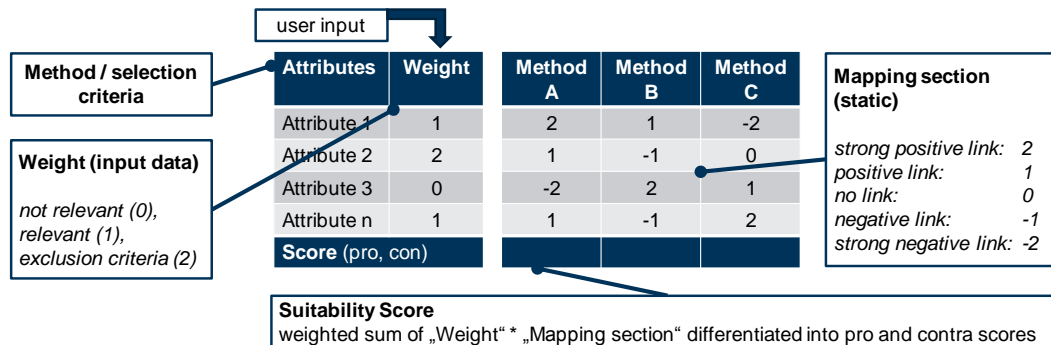 user input
Method / selection
criteria
Attributes Weight Method A Method B Method C
Attribute 1 1 2 1 -2
Attribute 2 2 1 -1 0
Attribute 3 0 -2 2 1
Attribute n 1 1 -1 2
Score (pro, con)
Weight (input data)
not relevant (0),
relevant (1),
exclusion criteria (2)
Mapping section
(static)
strong positive link: 2
positive link: 1
no link: 0
negative link: -1
strong negative link: -2
Suitability Score
weighted sum of „Weight“ * „Mapping section“ differentiated into pro and contra scores